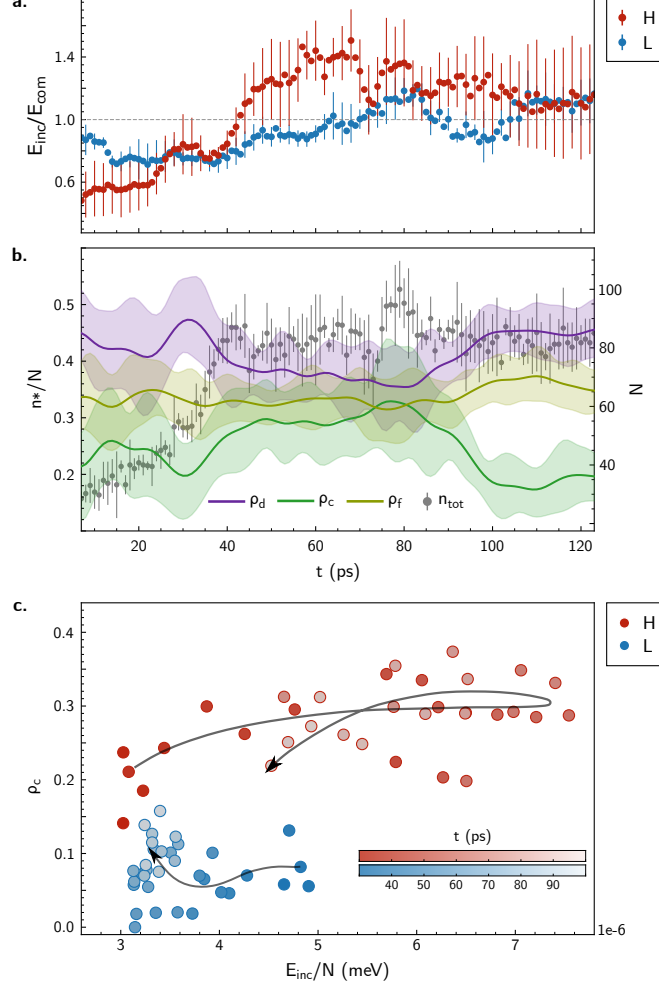 a.
H
L
1.4
1.0
0.6
E_inc/E_com
b.
0.5
0.4
0.3
0.2
n*/N
100
80
60
40
N
ρ_d ρ_c ρ_f n_tot
20 40 60 80 100 120
t (ps)
c.
H
L
0.4
0.3
0.2
0.1
0.0
ρ_c
t (ps)
40 50 60 70 80 90
3 4 5 6 7
1e-6
E_inc/N (meV)